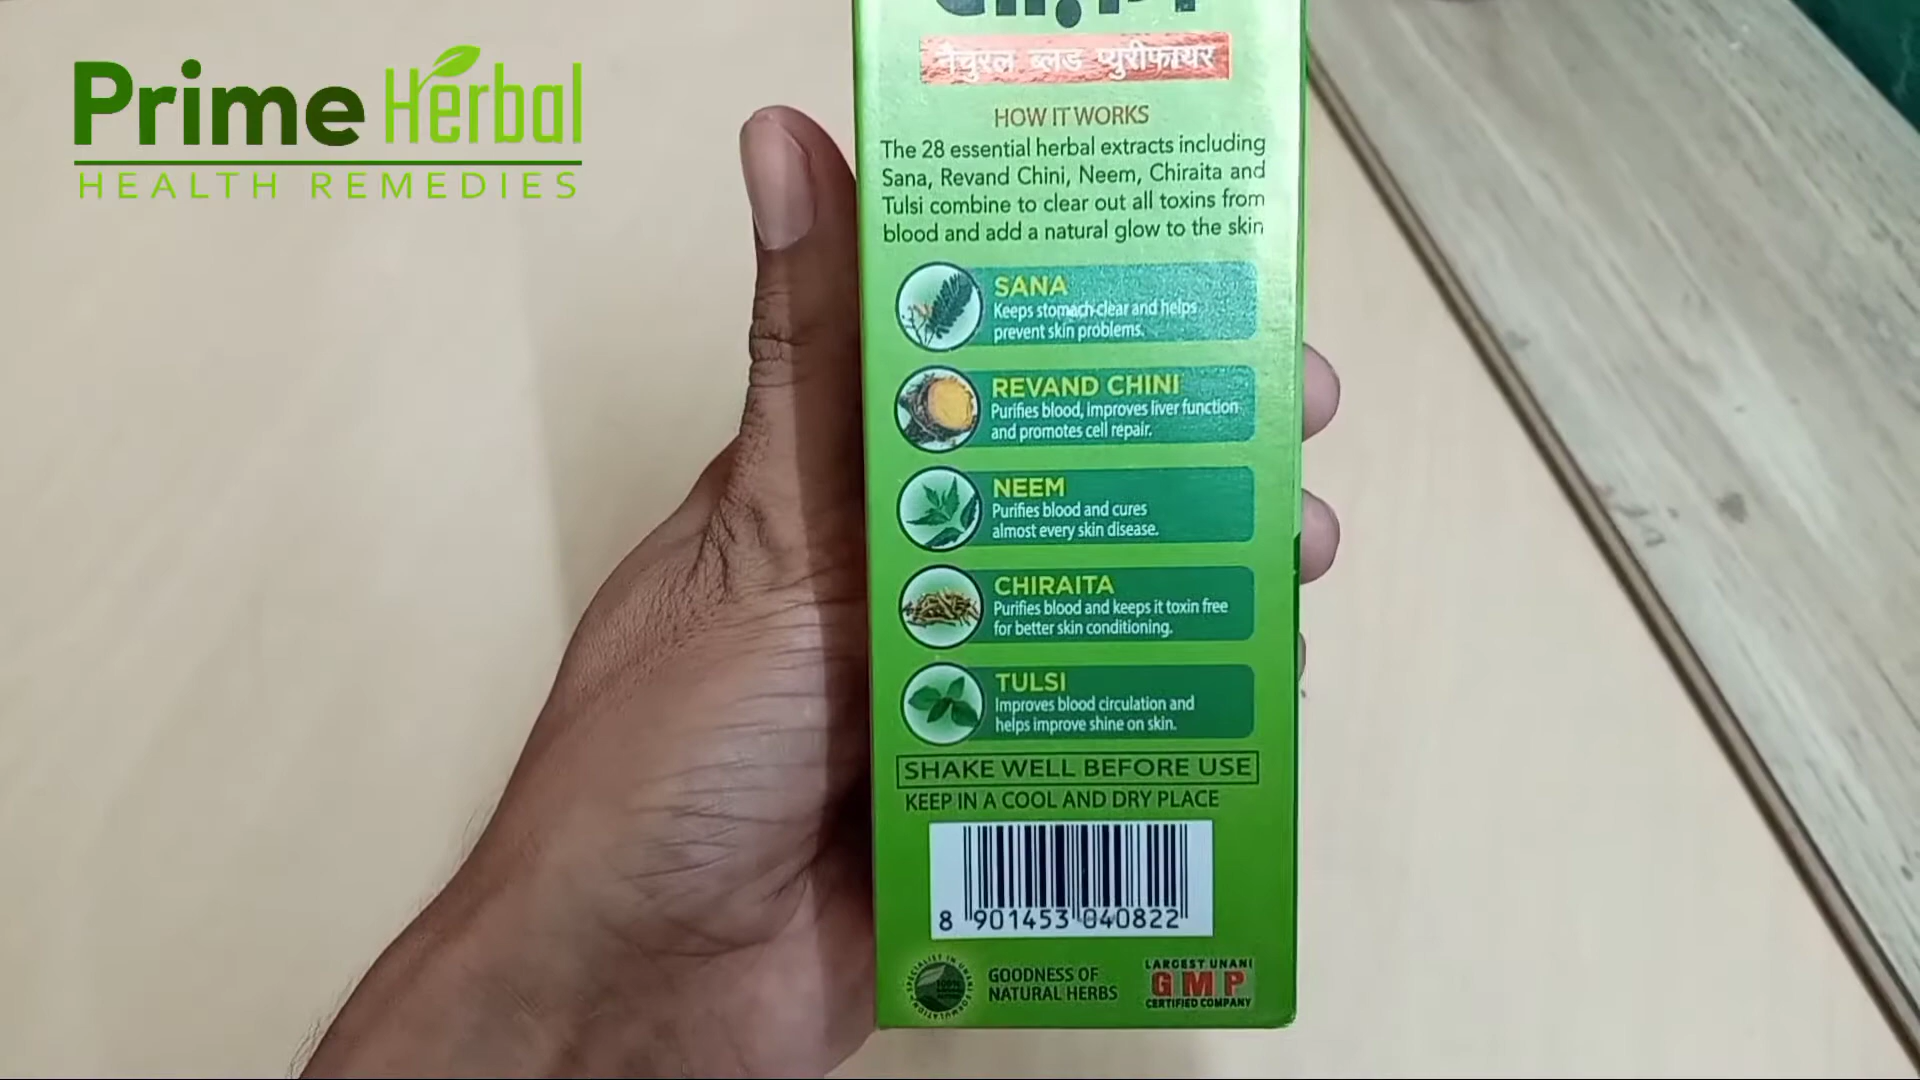 Prime Herbal
HEALTH REMEDIES
नैचुरल ब्लड प्युरीफायर
HOW IT WORKS
The 28 essential herbal extracts including
Sana, Revand Chini, Neem, Chiraita and
Tulsi combine to clear out all toxins from
blood and add a natural glow to the skin
SANA
Keeps stomach clear and helps
prevent skin problems.
REVAND CHINI
Purifies blood, improves liver function
and promotes cell repair.
NEEM
Purifies blood and cures
almost every skin disease.
CHIRAITA
Purifies blood and keeps it toxin free
for better skin conditioning.
TULSI
Improves blood circulation and
helps improve shine on skin.
SHAKE WELL BEFORE USE
KEEP IN A COOL AND DRY PLACE
8 901453 040822
SPECIALIST IN UNANI FORMULATION
GOODNESS OF
NATURAL HERBS
LARGEST UNANI
GMP
CERTIFIED COMPANY